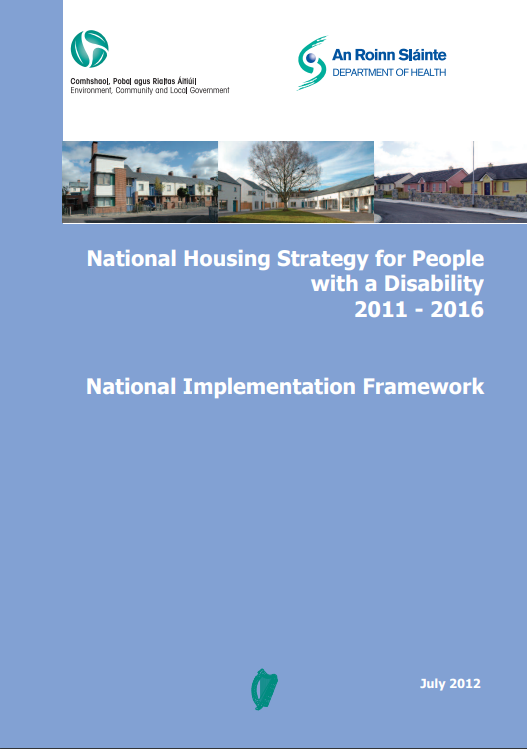 Comhshaol, Pobal agus Rialtas Áitiúil
Environment, Community and Local Government
An Roinn Sláinte
DEPARTMENT OF HEALTH
National Housing Strategy for People
with a Disability
2011 - 2016
National Implementation Framework
July 2012